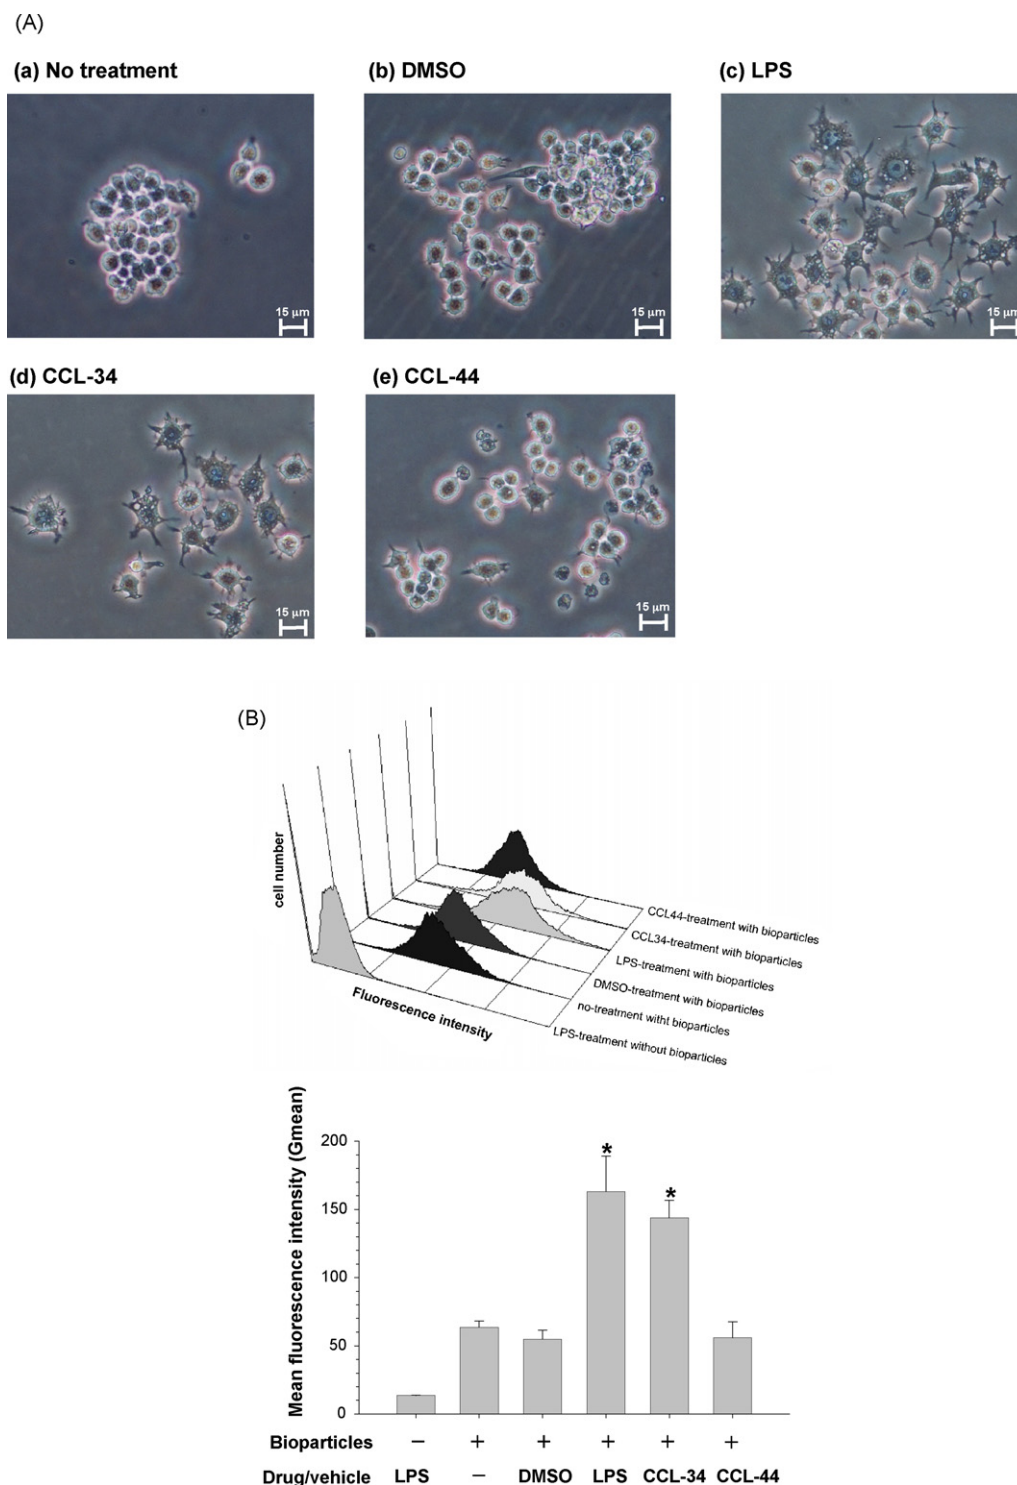 (A)
(a) No treatment
(b) DMSO
(c) LPS
15 µm
15 µm
15 µm
(d) CCL-34
(e) CCL-44
15 µm
15 µm
(B)
cell number
Fluorescence intensity
CCL44-treatment with bioparticles
CCL34-treatment with bioparticles
LPS-treatment with bioparticles
DMSO-treatment with bioparticles
no-treatment witht bioparticles
LPS-treatment without bioparticles
Mean fluorescence intensity (Gmean)
200
150
100
50
0
* *
Bioparticles − + + + + +
Drug/vehicle LPS − DMSO LPS CCL-34 CCL-44